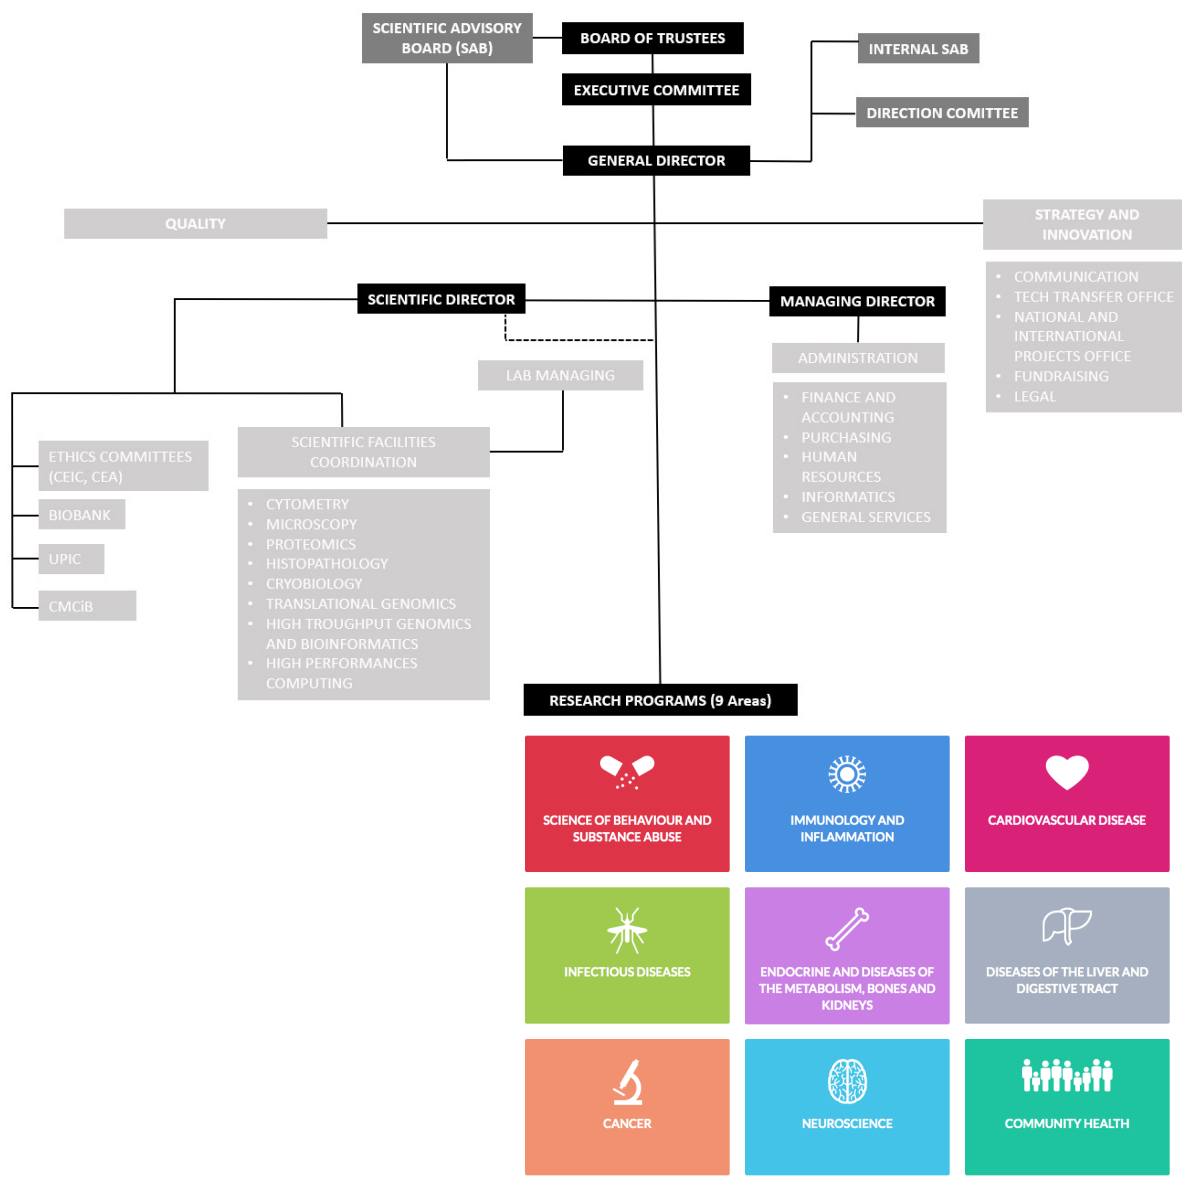 SCIENTIFIC ADVISORY
BOARD (SAB)
BOARD OF TRUSTEES
INTERNAL SAB
EXECUTIVE COMMITTEE
DIRECTION COMITTEE
GENERAL DIRECTOR
QUALITY
STRATEGY AND
INNOVATION
• COMMUNICATION
• TECH TRANSFER OFFICE
• NATIONAL AND
INTERNATIONAL
PROJECTS OFFICE
• FUNDRAISING
• LEGAL
SCIENTIFIC DIRECTOR
MANAGING DIRECTOR
ADMINISTRATION
• FINANCE AND
ACCOUNTING
• PURCHASING
• HUMAN
RESOURCES
• INFORMATICS
• GENERAL SERVICES
LAB MANAGING
ETHICS COMMITTEES
(CEIC, CEA)
BIOBANK
UPIC
CMCiB
SCIENTIFIC FACILITIES
COORDINATION
• CYTOMETRY
• MICROSCOPY
• PROTEOMICS
• HISTOPATHOLOGY
• CRYOBIOLOGY
• TRANSLATIONAL GENOMICS
• HIGH TROUGHPUT GENOMICS
AND BIOINFORMATICS
• HIGH PERFORMANCES
COMPUTING
RESEARCH PROGRAMS (9 Areas)
SCIENCE OF BEHAVIOUR AND
SUBSTANCE ABUSE
IMMUNOLOGY AND
INFLAMMATION
CARDIOVASCULAR DISEASE
INFECTIOUS DISEASES
ENDOCRINE AND DISEASES OF
THE METABOLISM, BONES AND
KIDNEYS
DISEASES OF THE LIVER AND
DIGESTIVE TRACT
CANCER
NEUROSCIENCE
COMMUNITY HEALTH